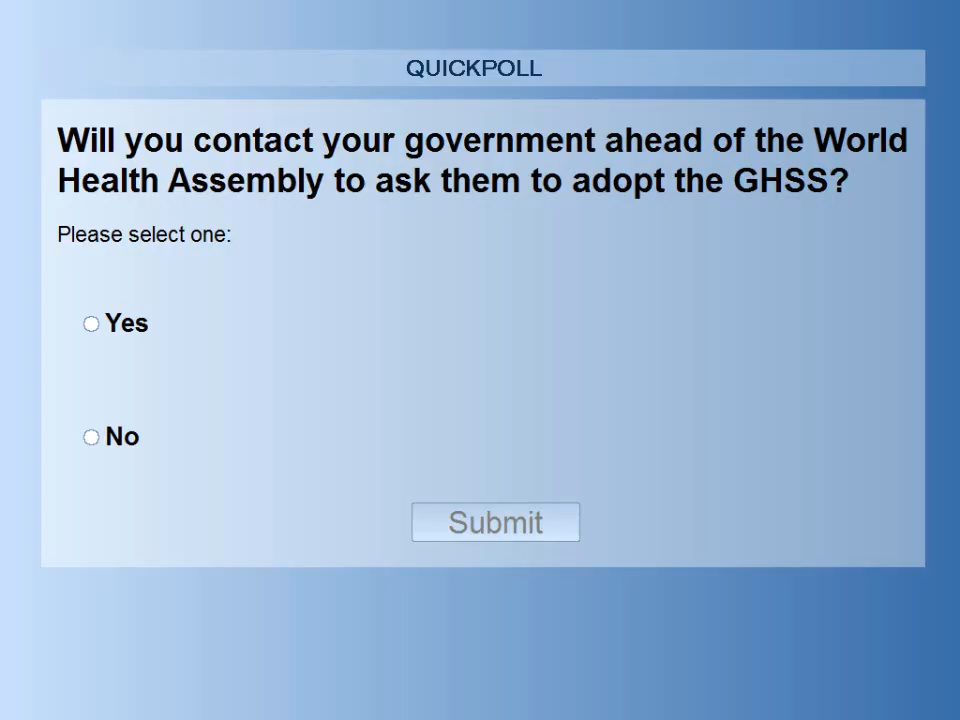 QUICKPOLL
Will you contact your government ahead of the World
Health Assembly to ask them to adopt the GHSS?
Please select one:
Yes
No
Submit